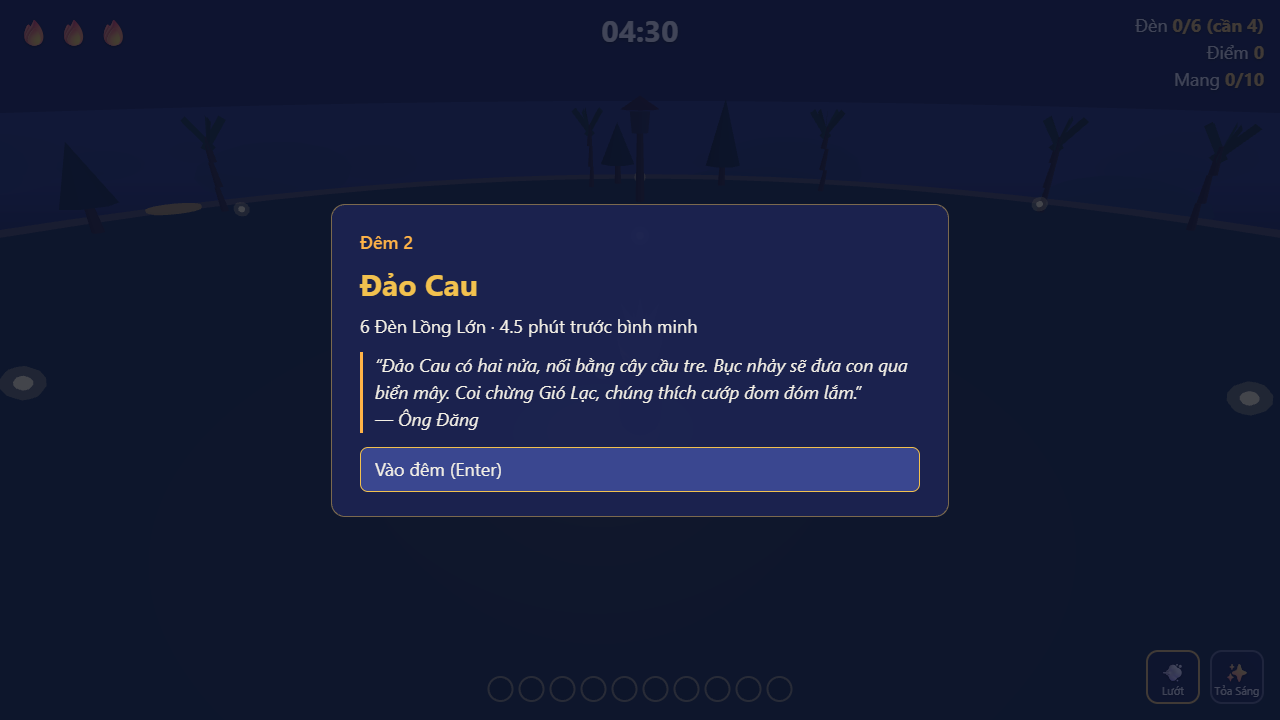 04:30
Đèn 0/6 (cần 4)
Điểm 0
Mang 0/10
Đêm 2
Đảo Cau
6 Đèn Lồng Lớn · 4.5 phút trước bình minh
“Đảo Cau có hai nửa, nối bằng cây cầu tre. Bục nhảy sẽ đưa con qua
biển mây. Coi chừng Gió Lạc, chúng thích cướp đom đóm lắm.”
— Ông Đăng
Vào đêm (Enter)
Lướt
Tỏa Sáng